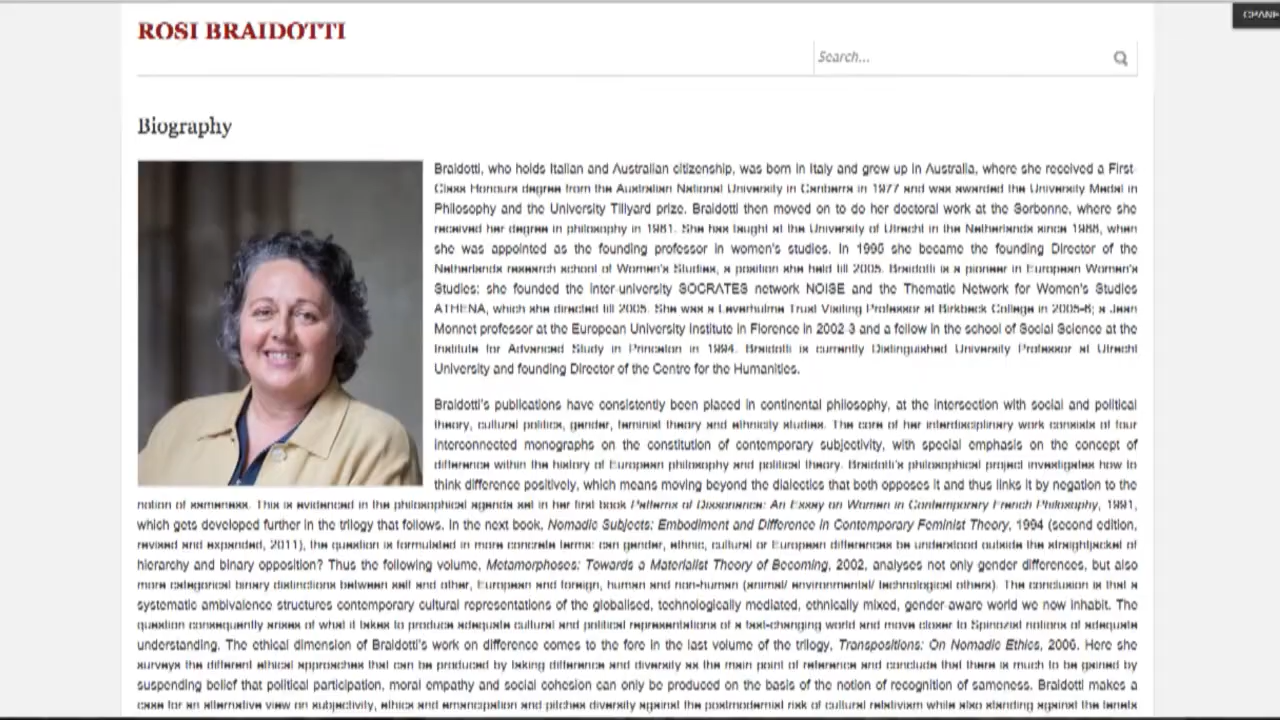 ROSI BRAIDOTTI
Search...
Biography
Braidotti, who holds Italian and Australian citizenship, was born in Italy and grew up in Australia, where she received a First-
Class Honours degree from the Australian National University in Canberra in 1977 and was awarded the University Medal in
Philosophy and the University Tillyard prize. Braidotti then moved on to do her doctoral work at the Sorbonne, where she
received her degree in philosophy in 1981. She has taught at the University of Utrecht in the Netherlands since 1988, when
she was appointed as the founding professor in women's studies. In 1995 she became the founding Director of the
Netherlands research school of Women's Studies, a position she held till 2005. Braidotti is a pioneer in European Women's
Studies: she founded the inter-university SOCRATES network NOISE and the Thematic Network for Women's Studies
ATHENA, which she directed till 2005. She was a Leverhulme Trust Visiting Professor at Birkbeck College in 2005-6; a Jean
Monnet professor at the European University Institute in Florence in 2002-3 and a fellow in the school of Social Science at the
Institute for Advanced Study in Princeton in 1994. Braidotti is currently Distinguished University Professor at Utrecht
University and founding Director of the Centre for the Humanities.
Braidotti's publications have consistently been placed in continental philosophy, at the intersection with social and political
theory, cultural politics, gender, feminist theory and ethnicity studies. The core of her interdisciplinary work consists of four
interconnected monographs on the constitution of contemporary subjectivity, with special emphasis on the concept of
difference within the history of European philosophy and political theory. Braidotti's philosophical project investigates how to
think difference positively, which means moving beyond the dialectics that both opposes it and thus links it by negation to the
notion of sameness. This is evidenced in the philosophical agenda set in her first book Patterns of Dissonance: An Essay on Women in Contemporary French Philosophy, 1991,
which gets developed further in the trilogy that follows. In the next book, Nomadic Subjects: Embodiment and Difference in Contemporary Feminist Theory, 1994 (second edition,
revised and expanded, 2011), the question is formulated in more concrete terms: can gender, ethnic, cultural or European differences be understood outside the straightjacket of
hierarchy and binary opposition? Thus the following volume, Metamorphoses: Towards a Materialist Theory of Becoming, 2002, analyses not only gender differences, but also
more categorical binary distinctions between self and other, European and foreign, human and non-human (animal/ environmental/ technological others). The conclusion is that a
systematic ambivalence structures contemporary cultural representations of the globalised, technologically mediated, ethnically mixed, gender-aware world we now inhabit. The
question consequently arises of what it takes to produce adequate cultural and political representations of a fast-changing world and move closer to Spinozist notions of adequate
understanding. The ethical dimension of Braidotti's work on difference comes to the fore in the last volume of the trilogy, Transpositions: On Nomadic Ethics, 2006. Here she
surveys the different ethical approaches that can be produced by taking difference and diversity as the main point of reference and conclude that there is much to be gained by
suspending belief that political participation, moral empathy and social cohesion can only be produced on the basis of the notion of recognition of sameness. Braidotti makes a
case for an alternative view on subjectivity, ethics and emancipation and pitches diversity against the postmodernist risk of cultural relativism while also standing against the tenets